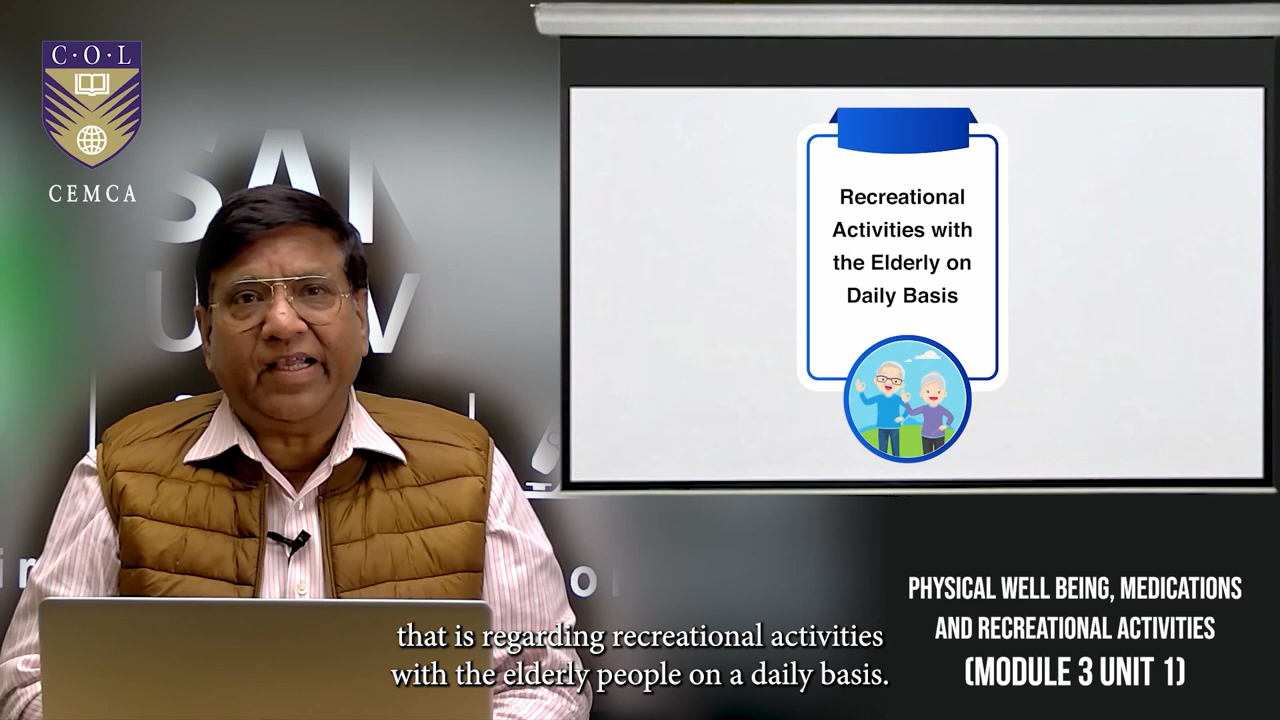 C·O·L
CEMCA
Recreational
Activities with
the Elderly on
Daily Basis
PHYSICAL WELL BEING, MEDICATIONS
AND RECREATIONAL ACTIVITIES
(MODULE 3 UNIT 1)
that is regarding recreational activities
with the elderly people on a daily basis.